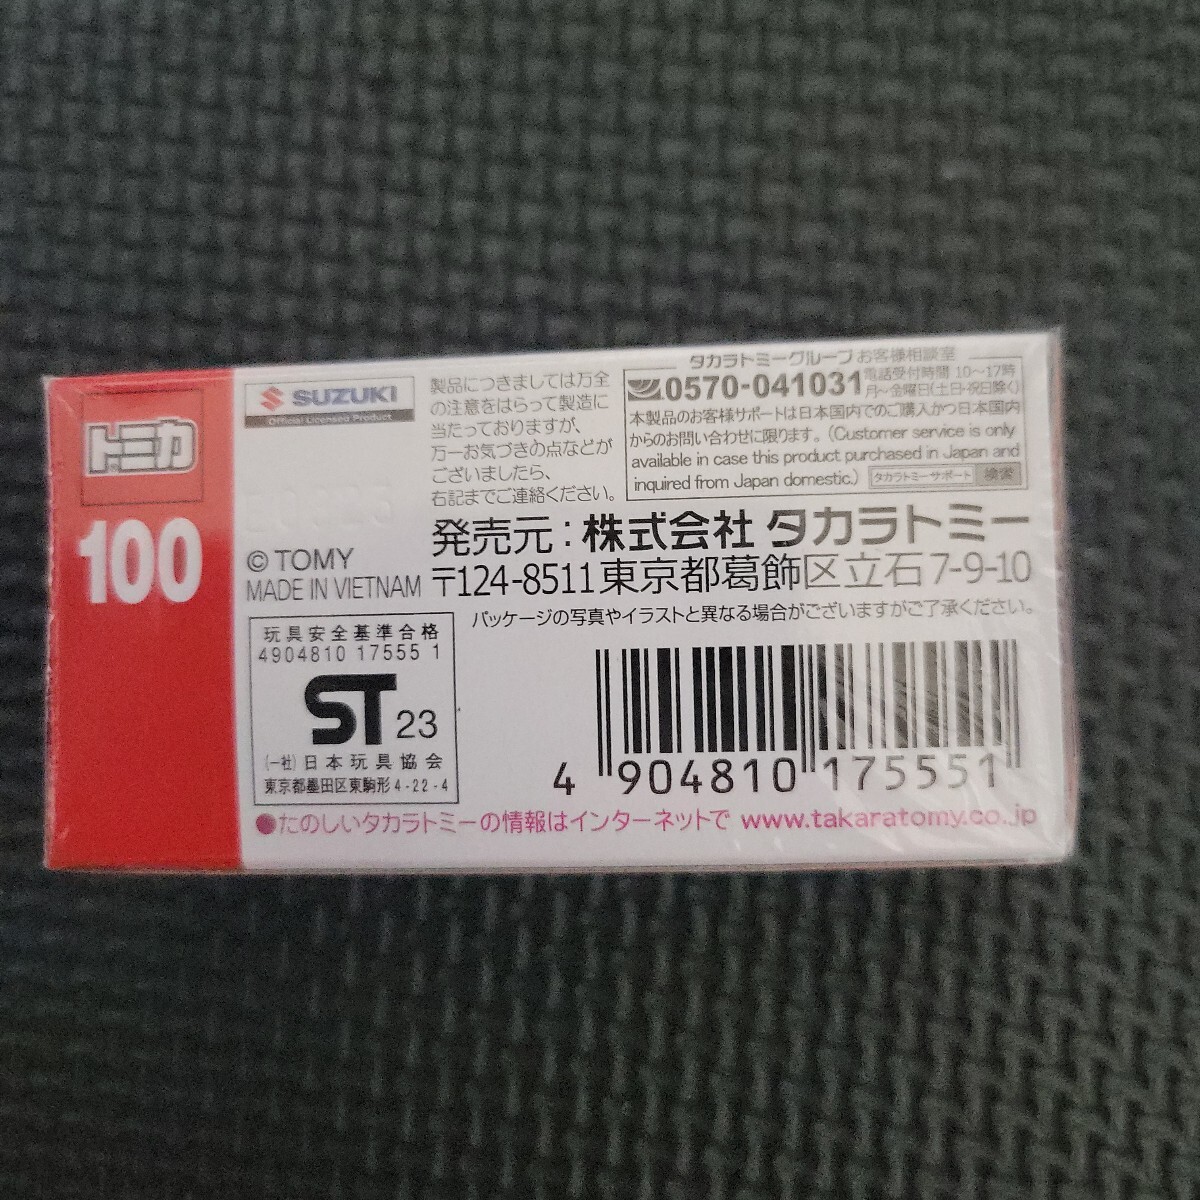 トミカ
100
SUZUKI
Official Licensed Product
© TOMY
MADE IN VIETNAM
製品につきましては万全
の注意をはらって製造に
当たっておりますが、
万一お気づきの点などが
ございましたら、
右記までご連絡ください。
タカラトミーグループ お客様相談室
0570-041031
電話受付時間 10〜17時
月〜金曜日(土日・祝日除く)
本製品のお客様サポートは日本国内でのご購入かつ日本国内
からのお問い合わせに限ります。(Customer service is only
available in case this product purchased in Japan and
inquired from Japan domestic.) タカラトミーサポート 検索
発売元:株式会社 タカラトミー
〒124-8511 東京都葛飾区立石 7-9-10
パッケージの写真やイラストと異なる場合がございますがご了承ください。
玩具安全基準合格
4904810 17555 1
ST 23
(一社)日本玩具協会
東京都墨田区東駒形 4-22-4
4 904810 175551
●たのしいタカラトミーの情報はインターネットで www.takaratomy.co.jp